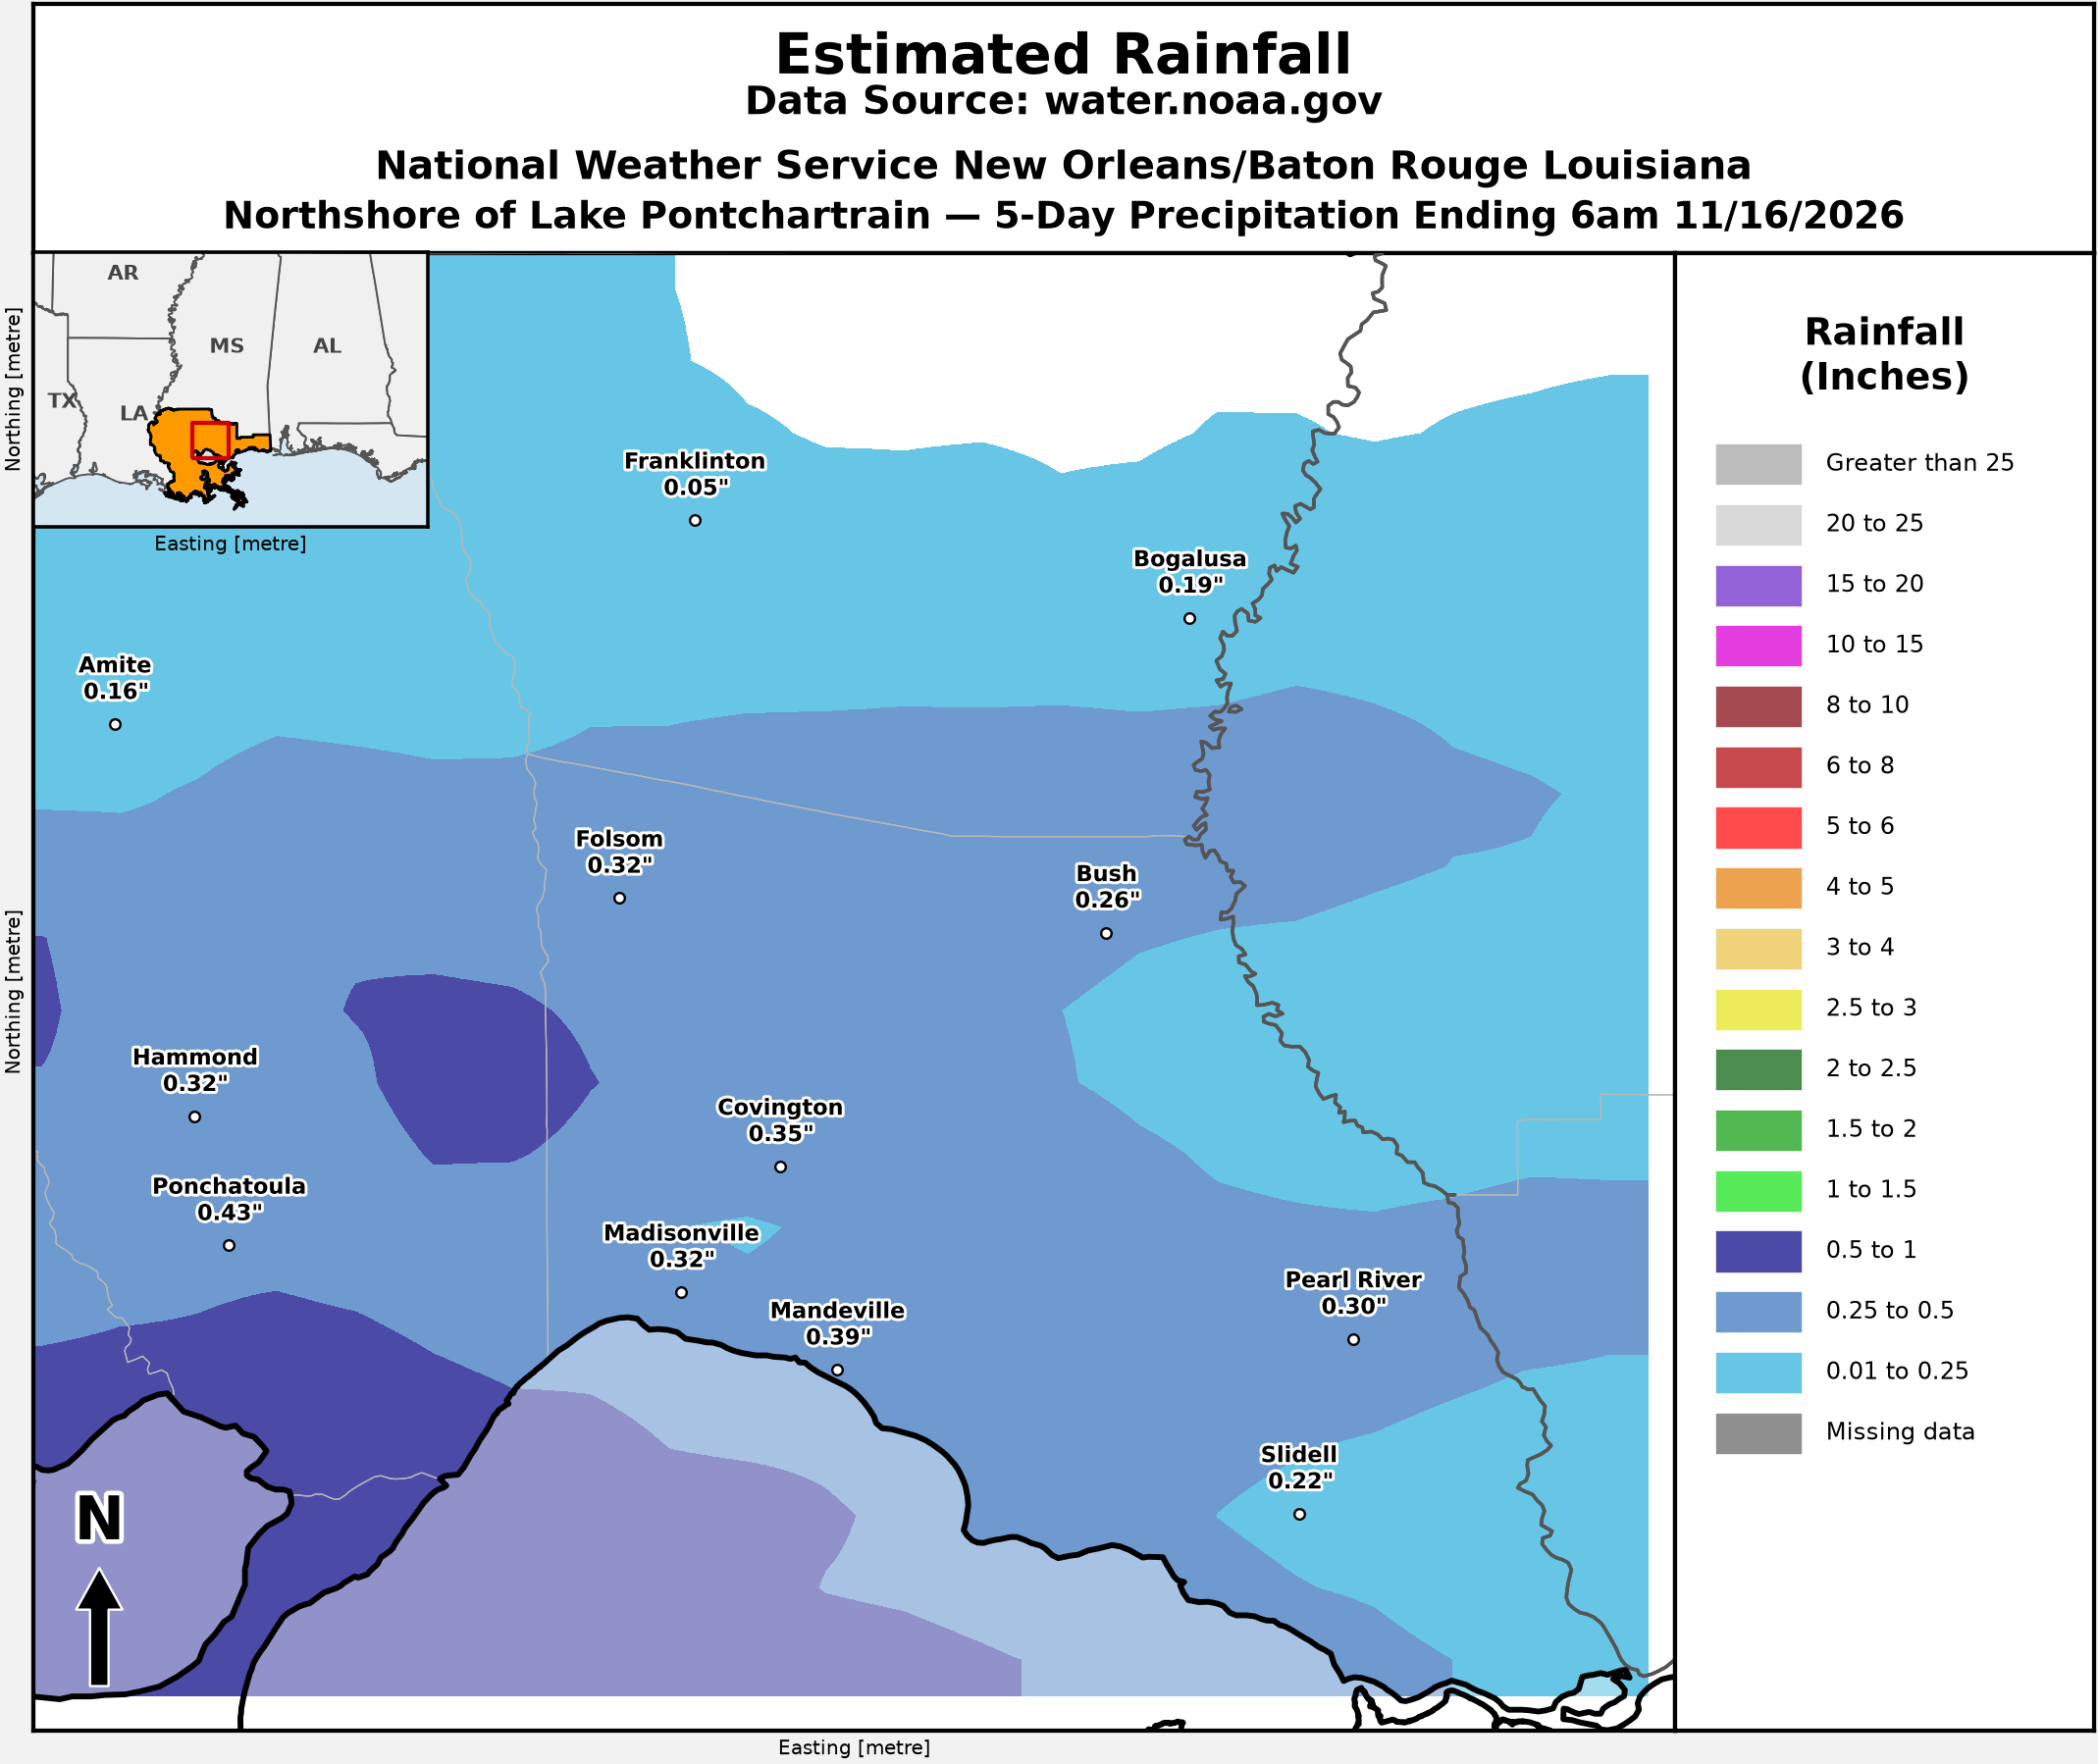 Estimated Rainfall
Data Source: water.noaa.gov
National Weather Service New Orleans/Baton Rouge Louisiana
Northshore of Lake Pontchartrain — 5-Day Precipitation Ending 6am 11/16/2026
Northing [metre]
AR
MS
AL
TX
LA
Easting [metre]
Franklinton
0.05"
Bogalusa
0.19"
Amite
0.16"
Folsom
0.32"
Bush
0.26"
Northing [metre]
Hammond
0.32"
Covington
0.35"
Ponchatoula
0.43"
Madisonville
0.32"
Pearl River
0.30"
Mandeville
0.39"
Slidell
0.22"
N
Easting [metre]
Rainfall
(Inches)
Greater than 25
20 to 25
15 to 20
10 to 15
8 to 10
6 to 8
5 to 6
4 to 5
3 to 4
2.5 to 3
2 to 2.5
1.5 to 2
1 to 1.5
0.5 to 1
0.25 to 0.5
0.01 to 0.25
Missing data